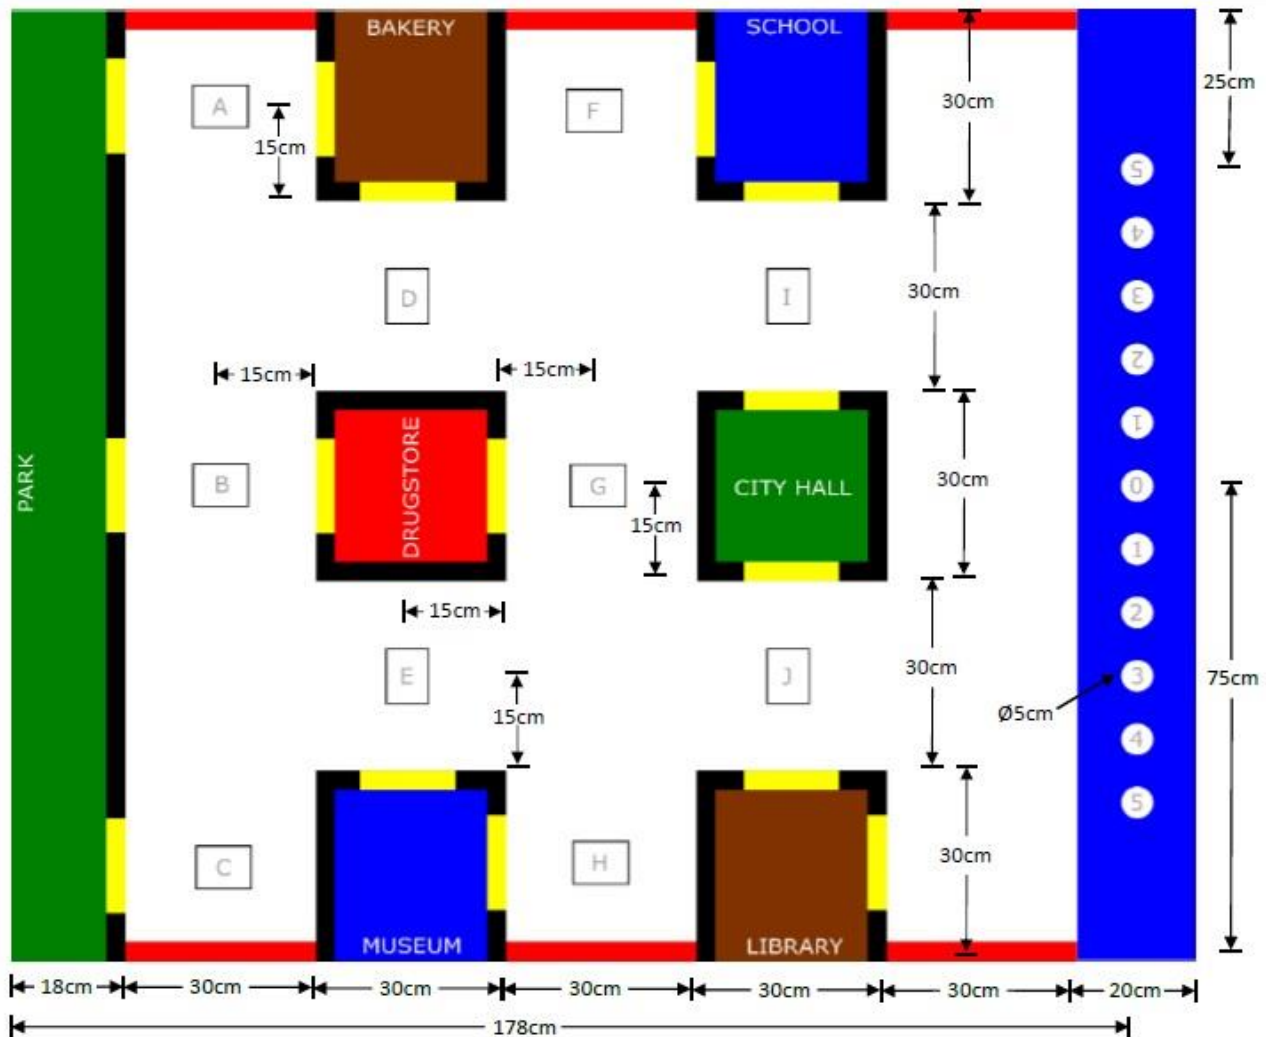 BAKERY
SCHOOL
25cm
A
F
30cm
15cm
5
4
D
I
30cm
3
2
15cm
15cm
1
PARK
DRUGSTORE
B
G
CITY HALL
30cm
0
15cm
1
15cm
2
E
J
30cm
3
75cm
15cm
Ø5cm
4
5
C
H
30cm
MUSEUM
LIBRARY
18cm
30cm
30cm
30cm
30cm
30cm
20cm
178cm